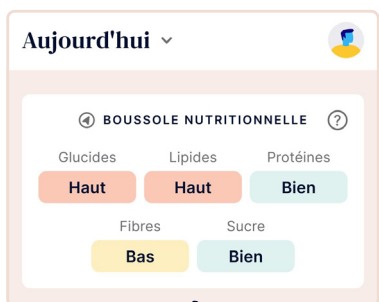 Aujourd'hui
BOUSSOLE NUTRITIONNELLE ?
Glucides Lipides Protéines
Haut Haut Bien
Fibres Sucre
Bas Bien